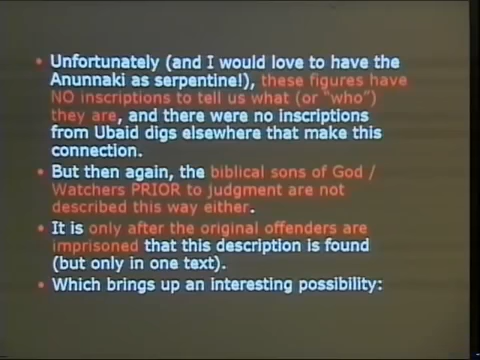 • Unfortunately (and I would love to have the
Anunnaki as serpentine!), these figures have
NO inscriptions to tell us what (or "who")
they are, and there were no inscriptions
from Ubaid digs elsewhere that make this
connection.
• But then again, the biblical sons of God /
Watchers PRIOR to judgment are not
described this way either.
• It is only after the original offenders are
imprisoned that this description is found
(but only in one text).
• Which brings up an interesting possibility: